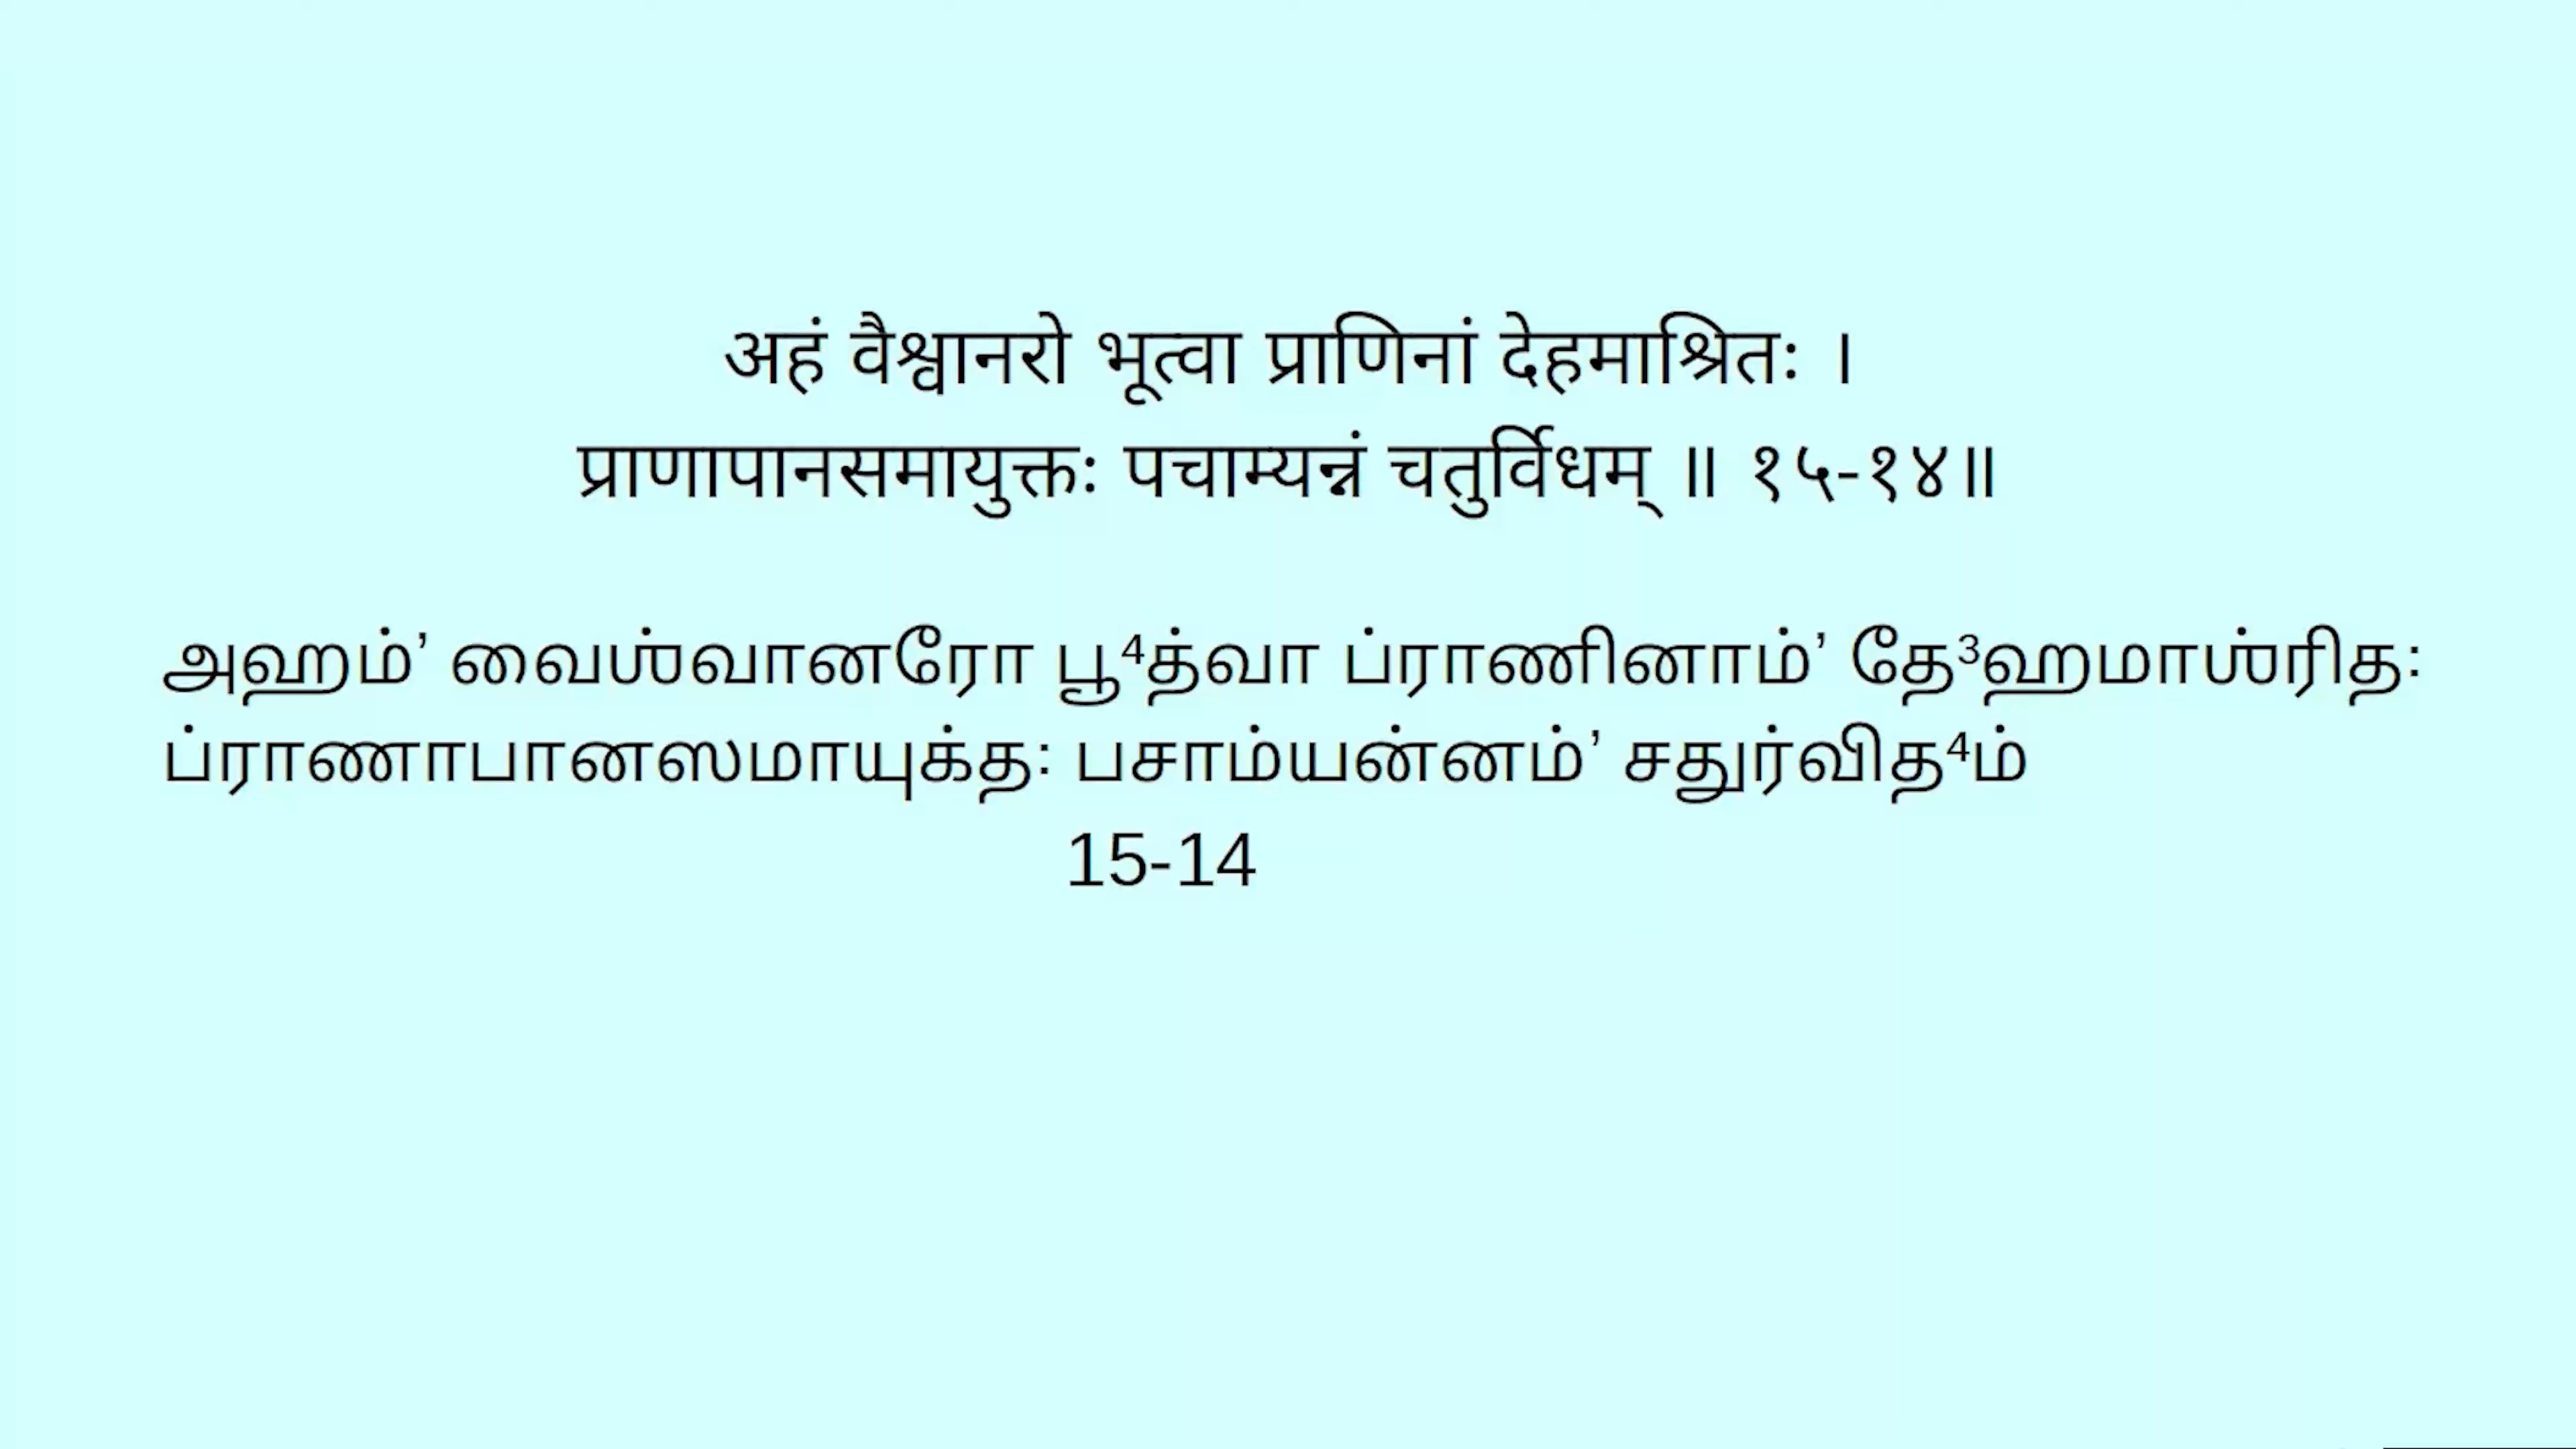 अहं वैश्वानरो भूत्वा प्राणिनां देहमाश्रितः ।
प्राणापानसमायुक्तः पचाम्यन्नं चतुर्विधम् ॥ १५-१४॥
அஹம்’ வைஶ்வானரோ பூ⁴த்வா ப்ராணினாம்’ தே³ஹமாஶ்ரித:
ப்ராணாபானஸமாயுக்த: பசாம்யன்னம்’ சதுர்வித⁴ம்
15-14